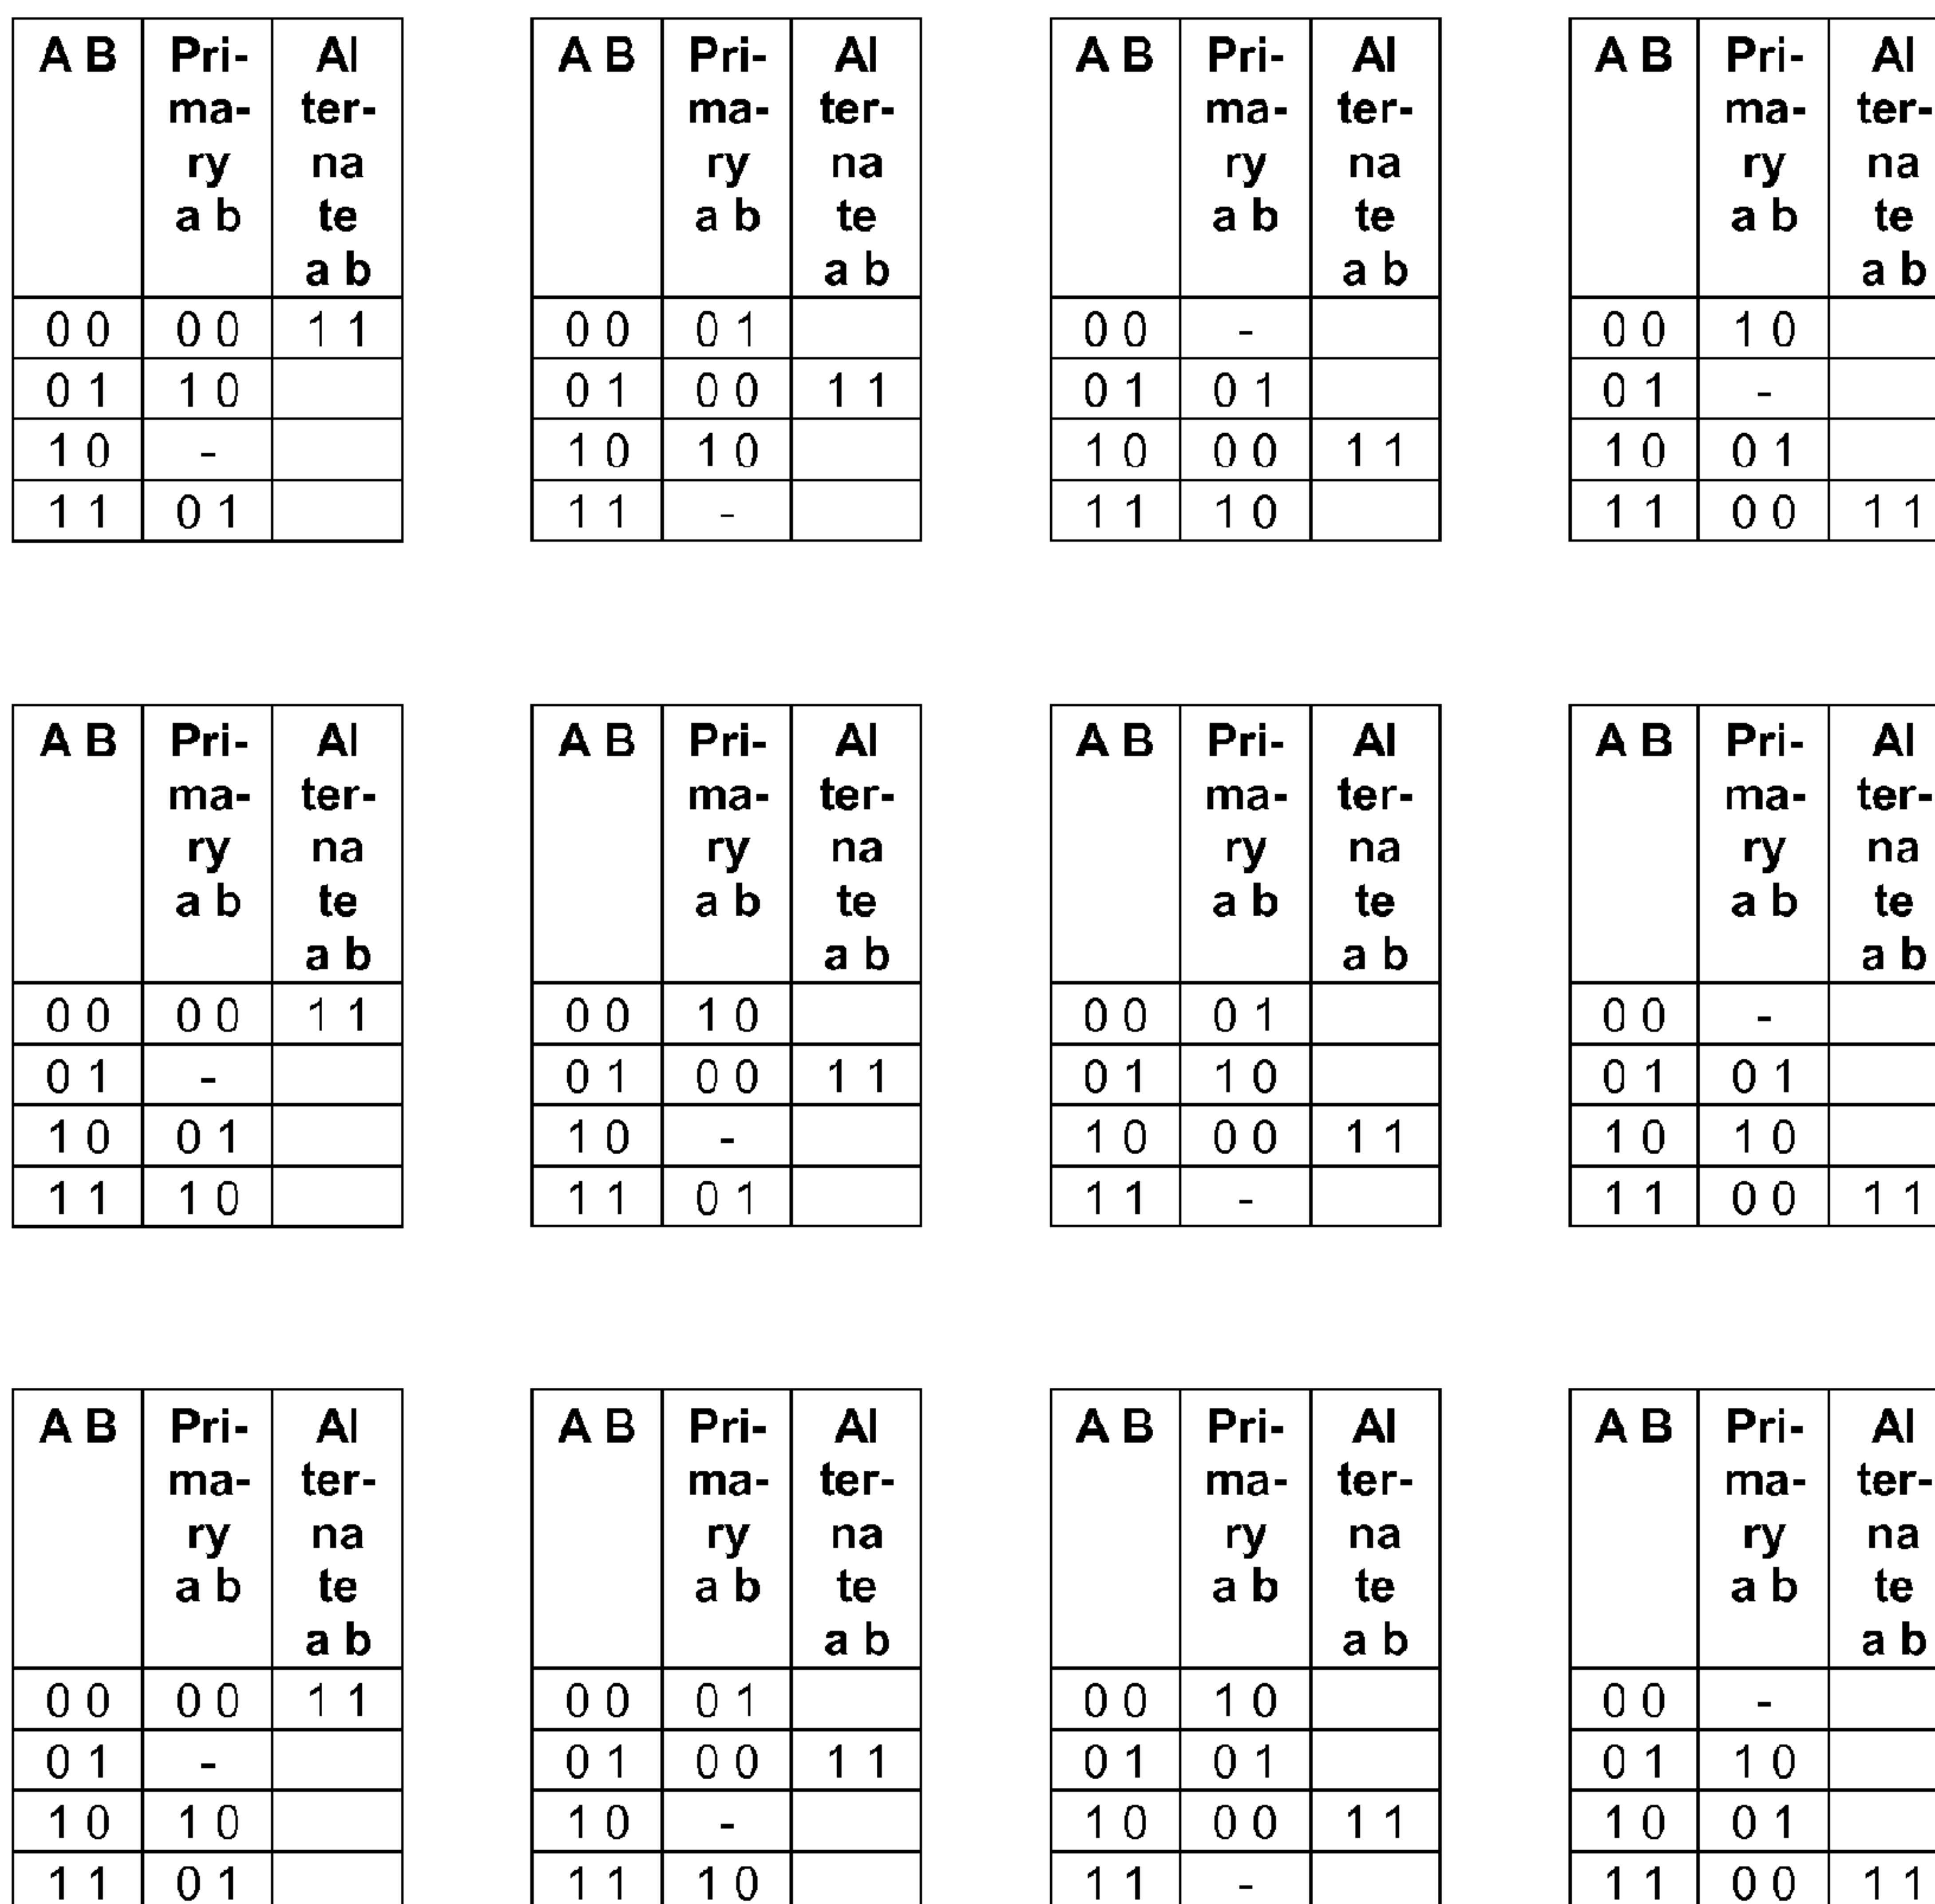 A B Pri- Al A B Pri- Al A B Pri- Al A B Pri- Al
ma- ter- ma- ter- ma- ter- ma- ter-
ry na ry na ry na ry na
a b te a b te a b te a b te
a b a b a b a b
0 0 0 0 1 1 0 0 0 1 0 0 - 0 0 1 0
0 1 1 0 0 1 0 0 1 1 0 1 0 1 0 1 -
1 0 - 1 0 1 0 1 0 0 0 1 1 1 0 0 1
1 1 0 1 1 1 - 1 1 1 0 1 1 0 0 1 1
A B Pri- Al A B Pri- Al A B Pri- Al A B Pri- Al
ma- ter- ma- ter- ma- ter- ma- ter-
ry na ry na ry na ry na
a b te a b te a b te a b te
a b a b a b a b
0 0 0 0 1 1 0 0 1 0 0 0 0 1 0 0 -
0 1 - 0 1 0 0 1 1 0 1 1 0 0 1 0 1
1 0 0 1 1 0 - 1 0 0 0 1 1 1 0 1 0
1 1 1 0 1 1 0 1 1 1 - 1 1 0 0 1 1
A B Pri- Al A B Pri- Al A B Pri- Al A B Pri- Al
ma- ter- ma- ter- ma- ter- ma- ter-
ry na ry na ry na ry na
a b te a b te a b te a b te
a b a b a b a b
0 0 0 0 1 1 0 0 0 1 0 0 1 0 0 0 -
0 1 - 0 1 0 0 1 1 0 1 0 1 0 1 1 0
1 0 1 0 1 0 - 1 0 0 0 1 1 1 0 0 1
1 1 0 1 1 1 1 0 1 1 - 1 1 0 0 1 1